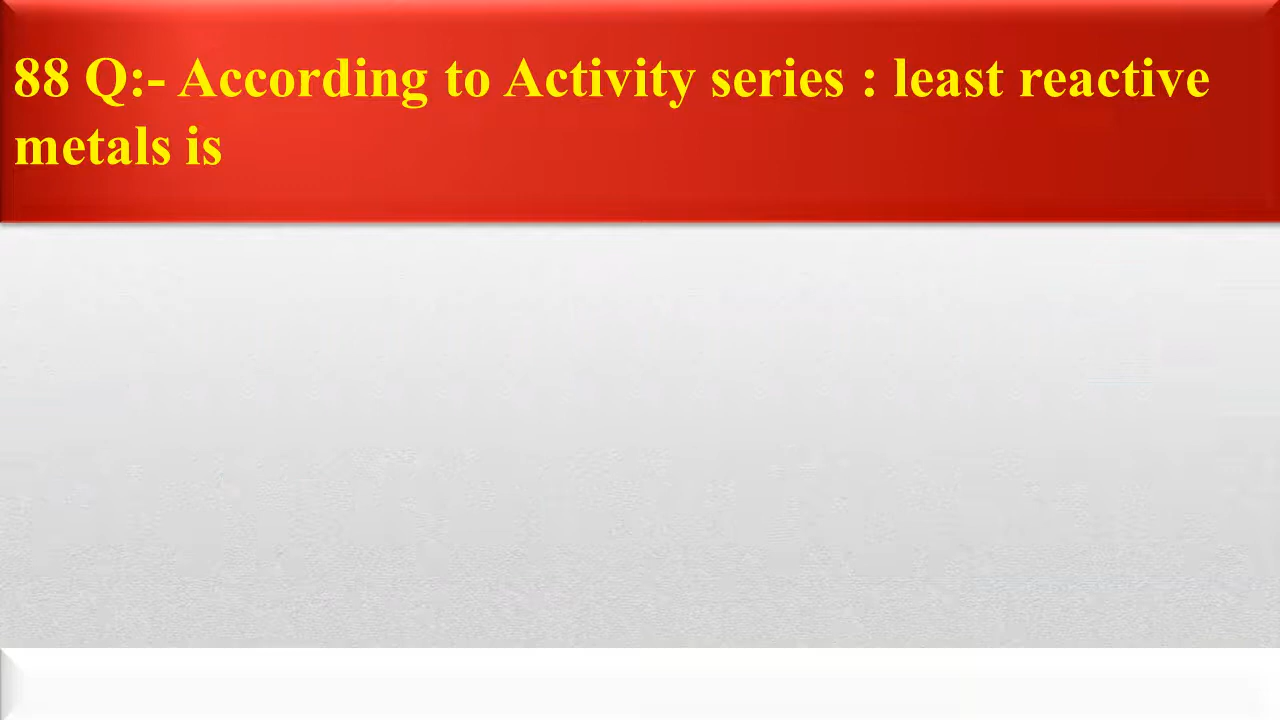 88 Q:- According to Activity series : least reactive
metals is